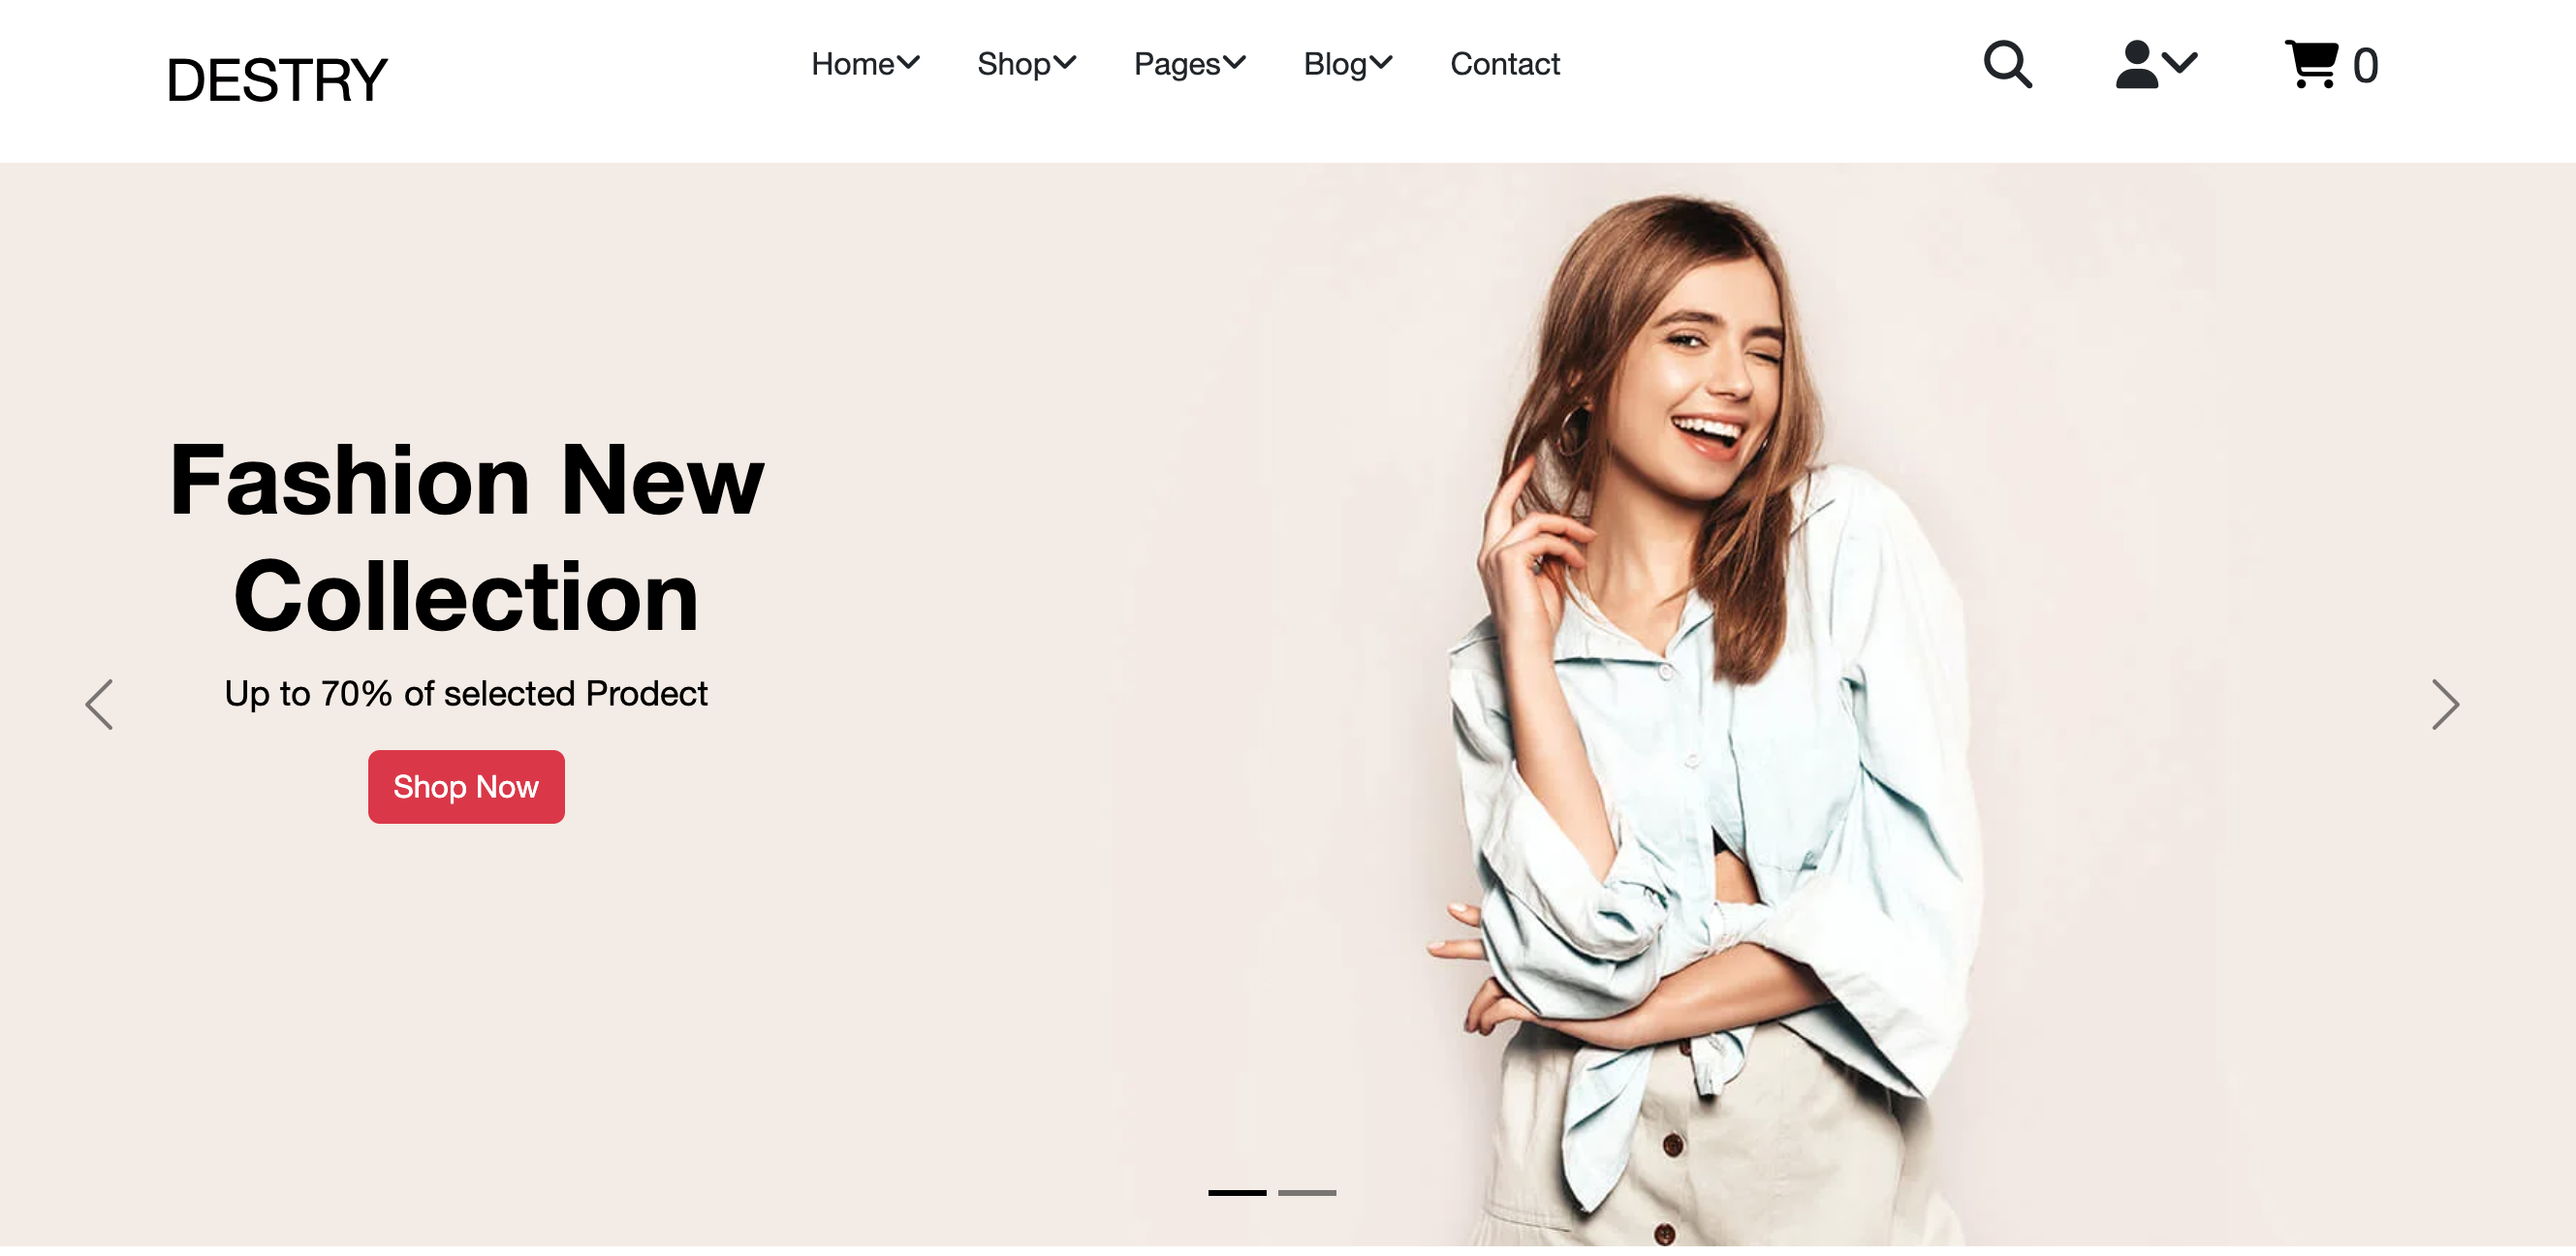 DESTRY
Home Shop Pages Blog Contact
0
Fashion New
Collection
Up to 70% of selected Prodect
Shop Now